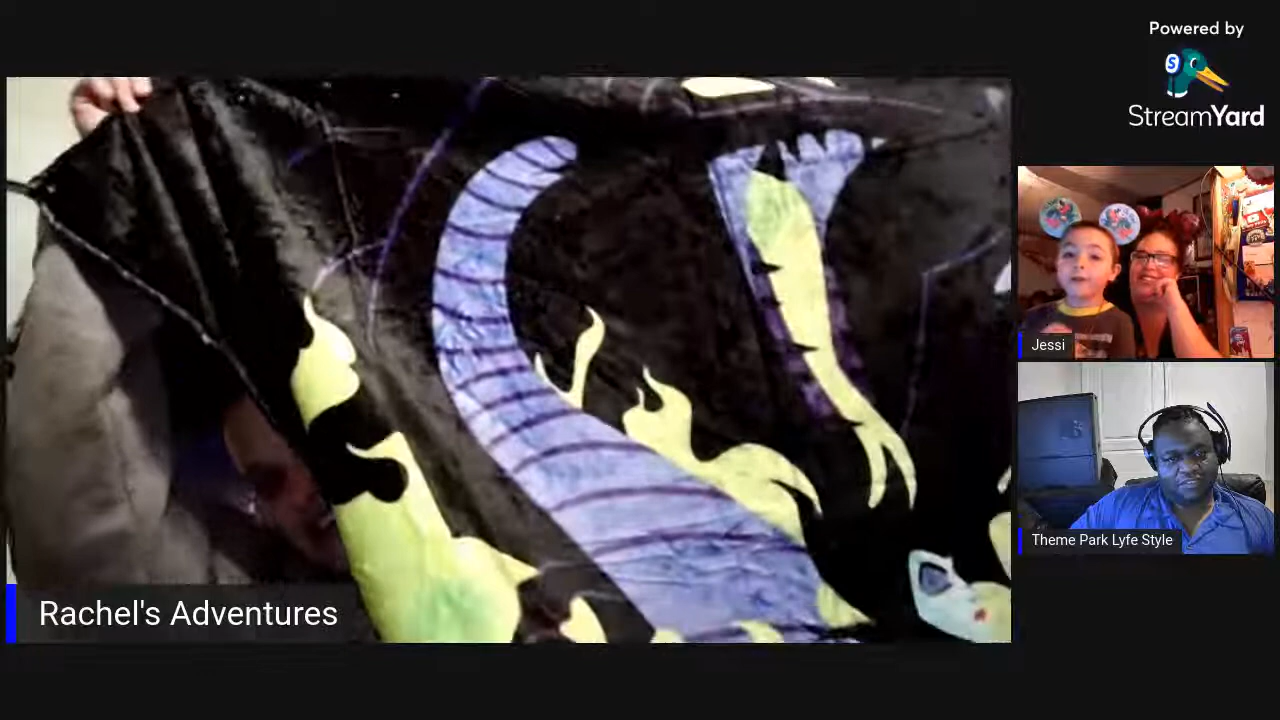 Powered by
StreamYard
Jessi
Theme Park Lyfe Style
Rachel's Adventures